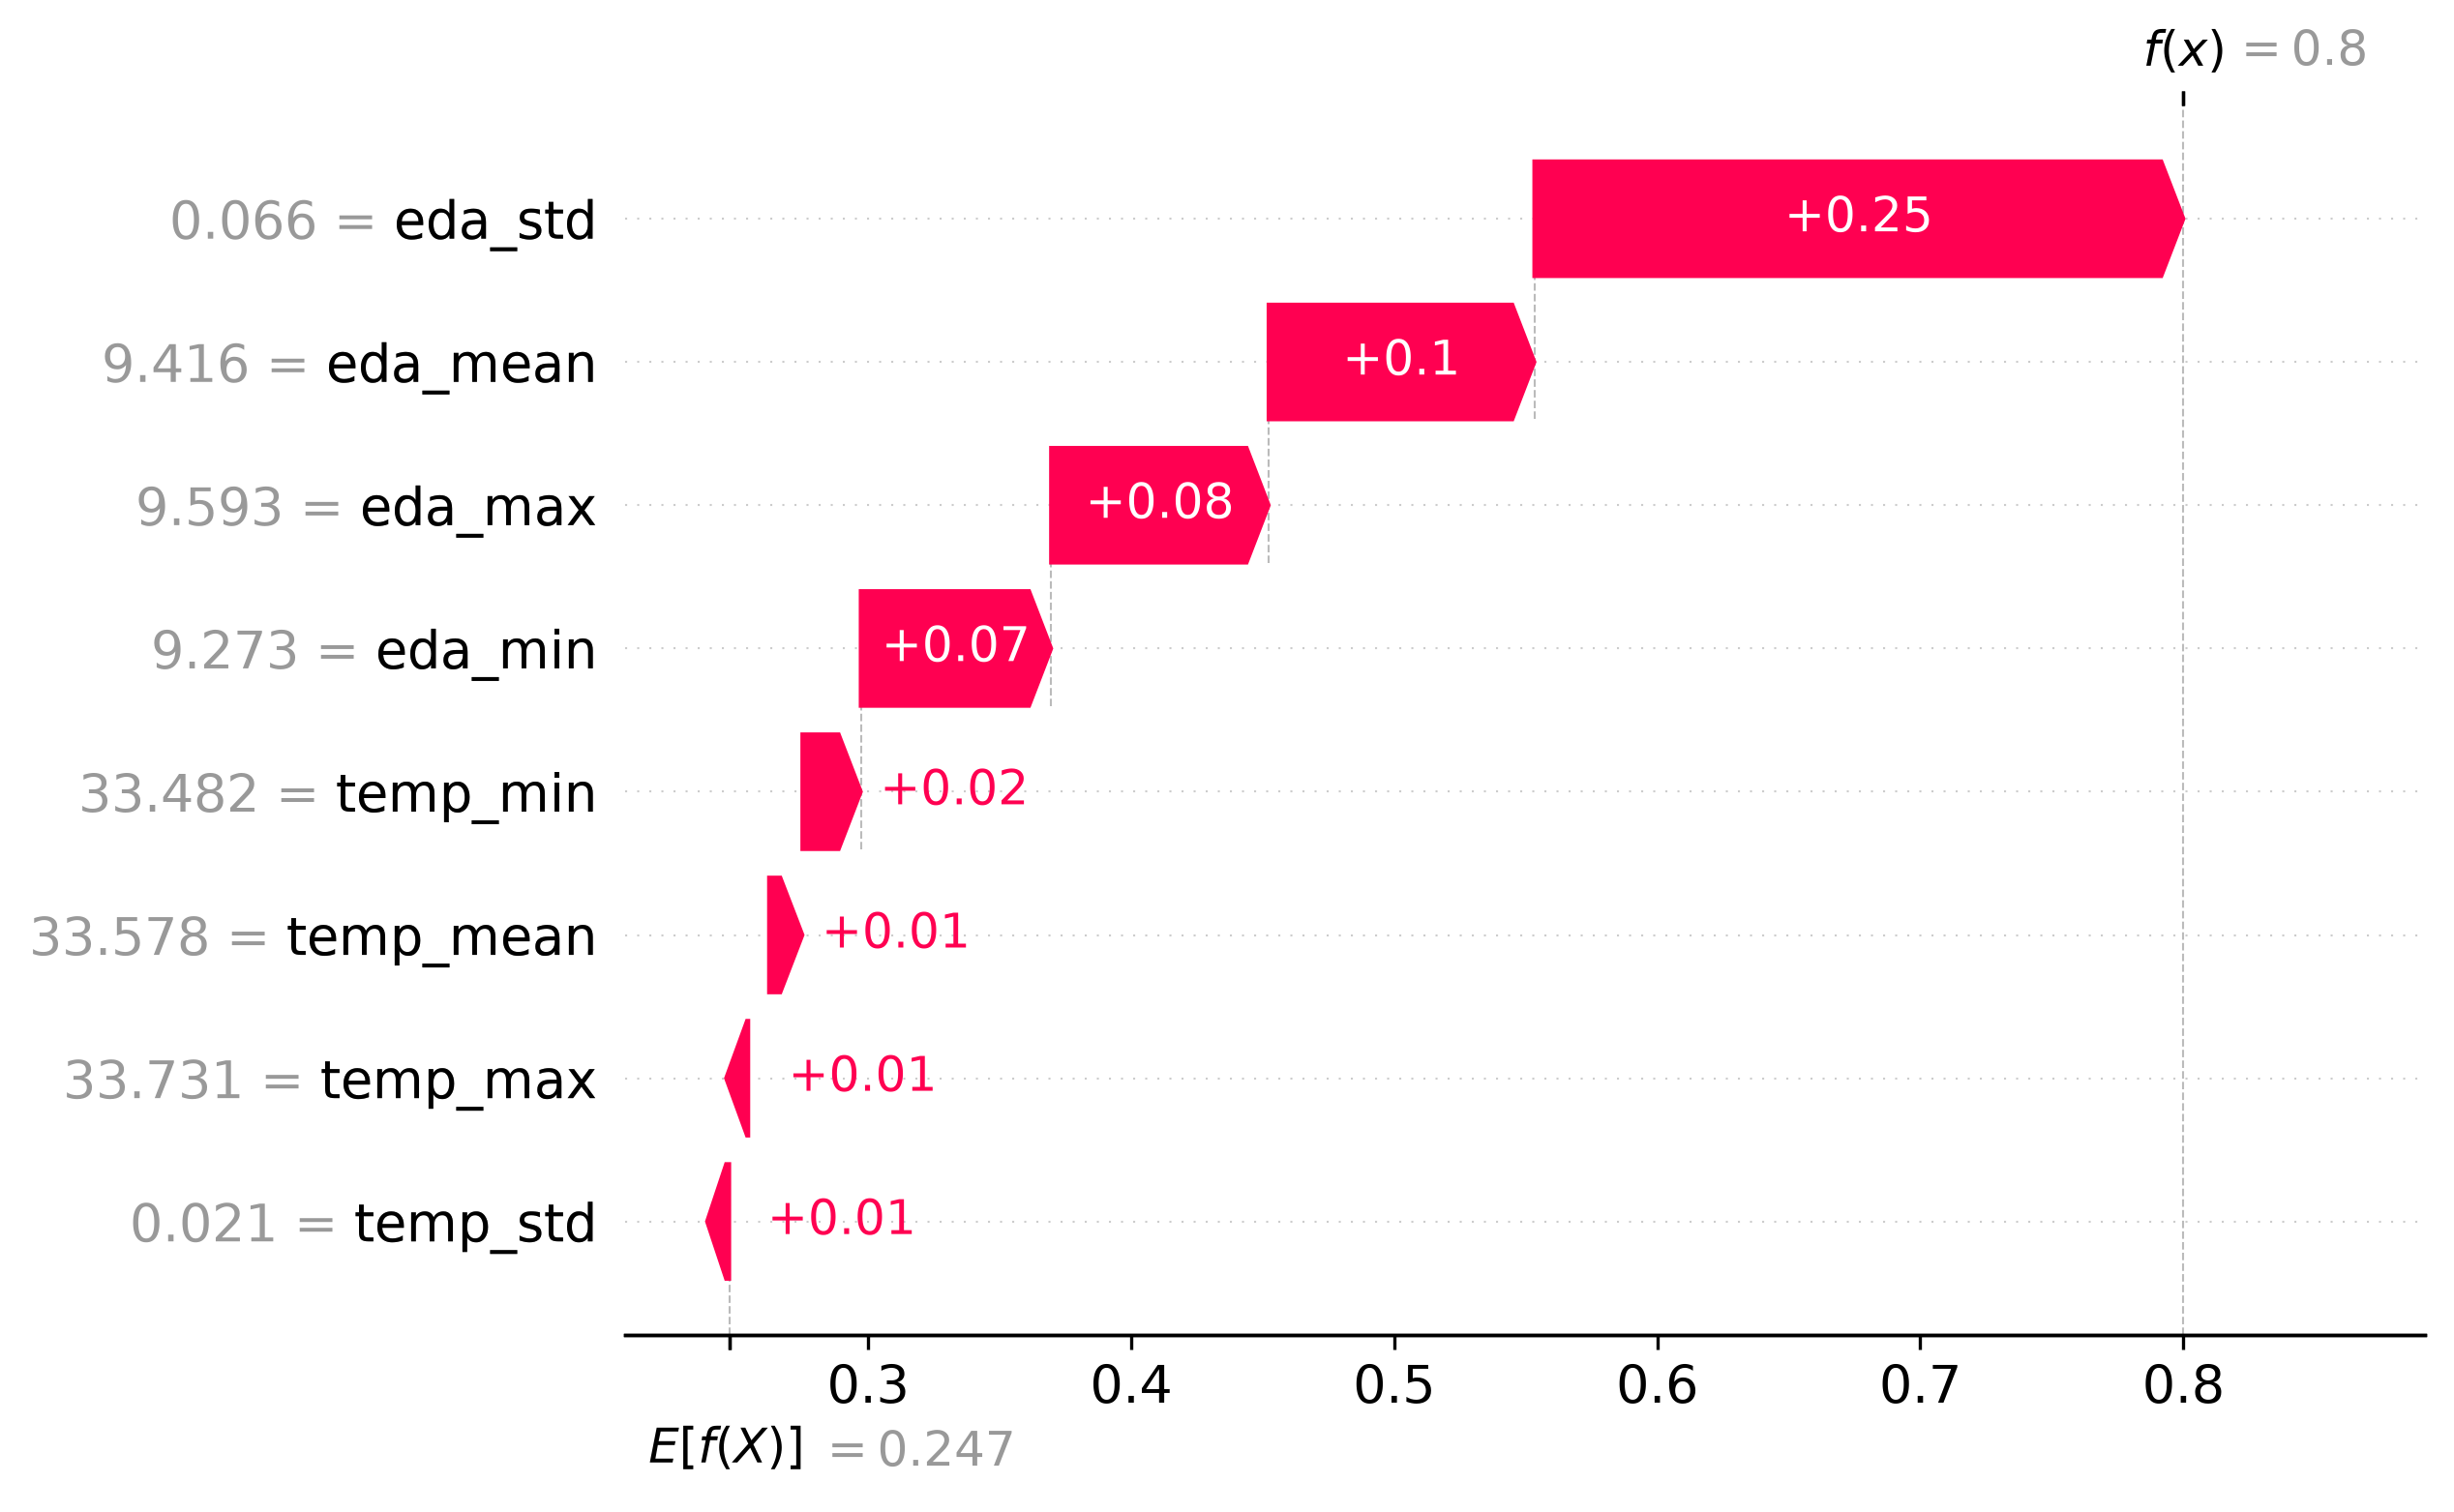 f(x) = 0.8
0.066 = eda_std +0.25
9.416 = eda_mean +0.1
9.593 = eda_max +0.08
9.273 = eda_min +0.07
33.482 = temp_min +0.02
33.578 = temp_mean +0.01
33.731 = temp_max +0.01
0.021 = temp_std +0.01
0.3 0.4 0.5 0.6 0.7 0.8
E[f(X)] = 0.247